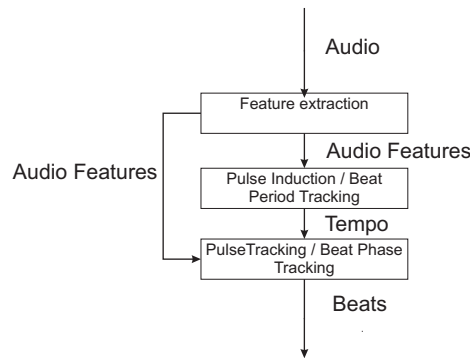 Audio
Feature extraction
Audio Features
Audio Features
Pulse Induction / Beat
Period Tracking
Tempo
PulseTracking / Beat Phase
Tracking
Beats